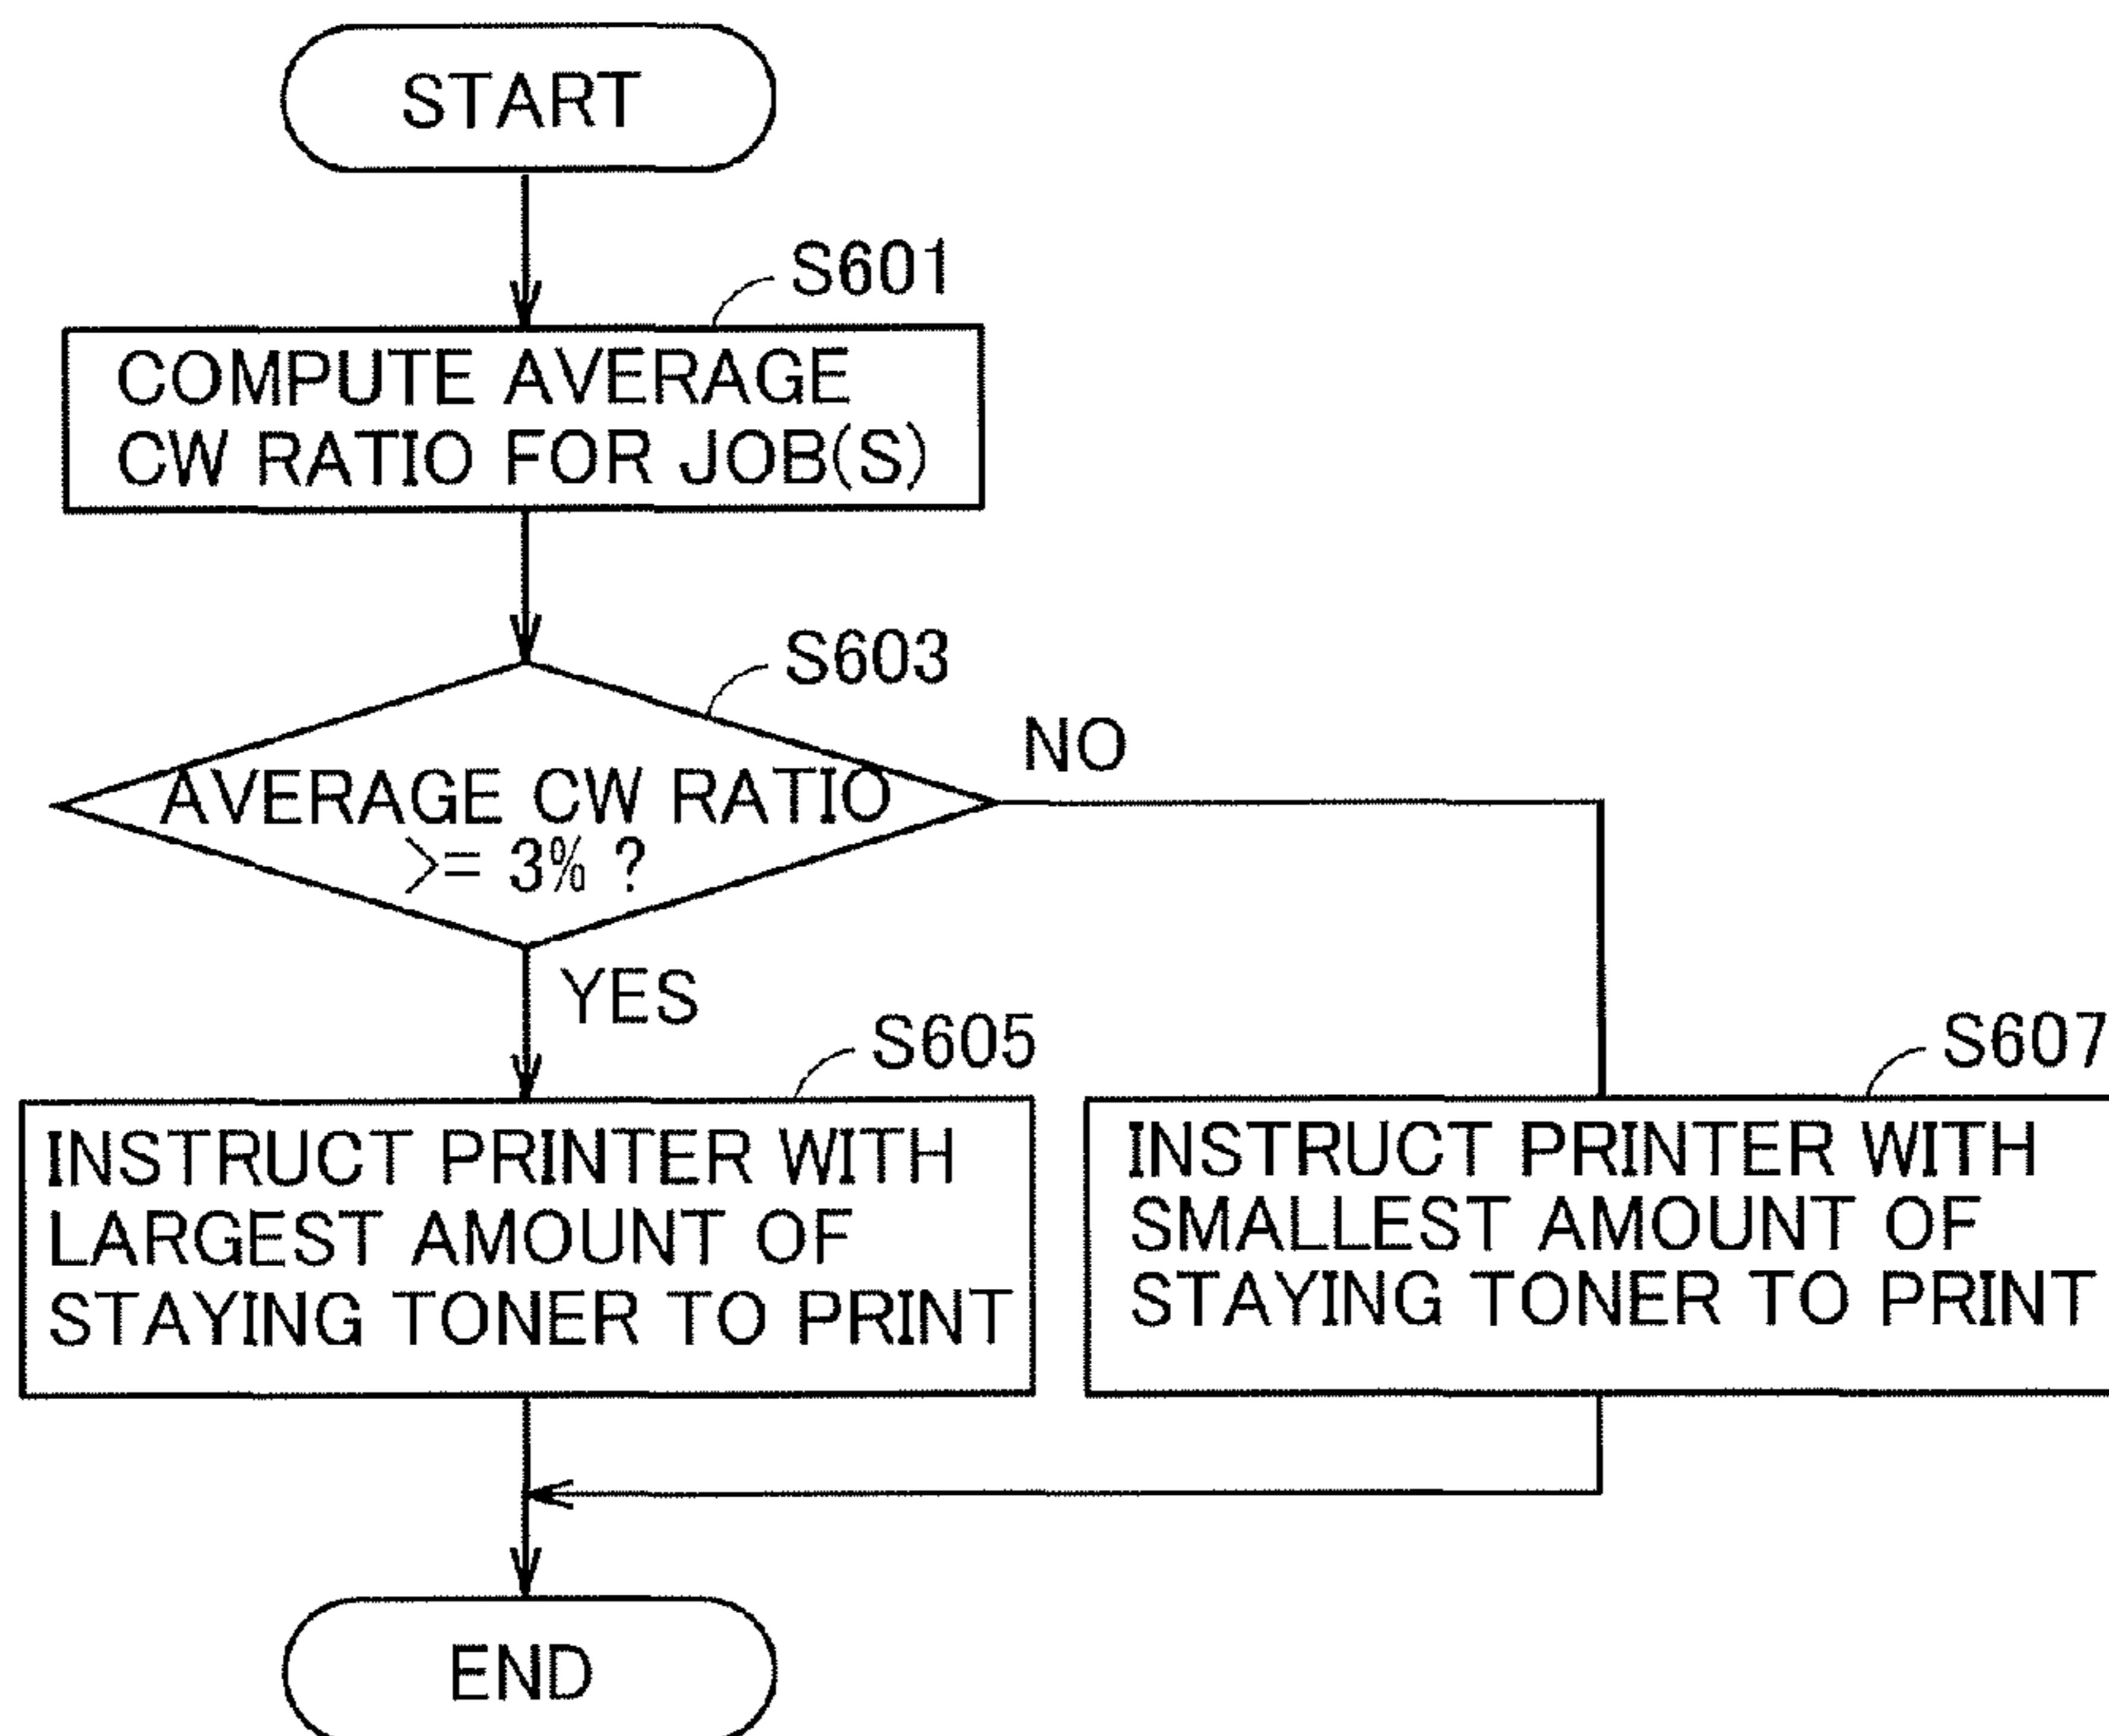 START
S601
COMPUTE AVERAGE
CW RATIO FOR JOB(S)
S603
NO
AVERAGE CW RATIO
>= 3% ?
YES
S605
INSTRUCT PRINTER WITH
LARGEST AMOUNT OF
STAYING TONER TO PRINT
S607
INSTRUCT PRINTER WITH
SMALLEST AMOUNT OF
STAYING TONER TO PRINT
END